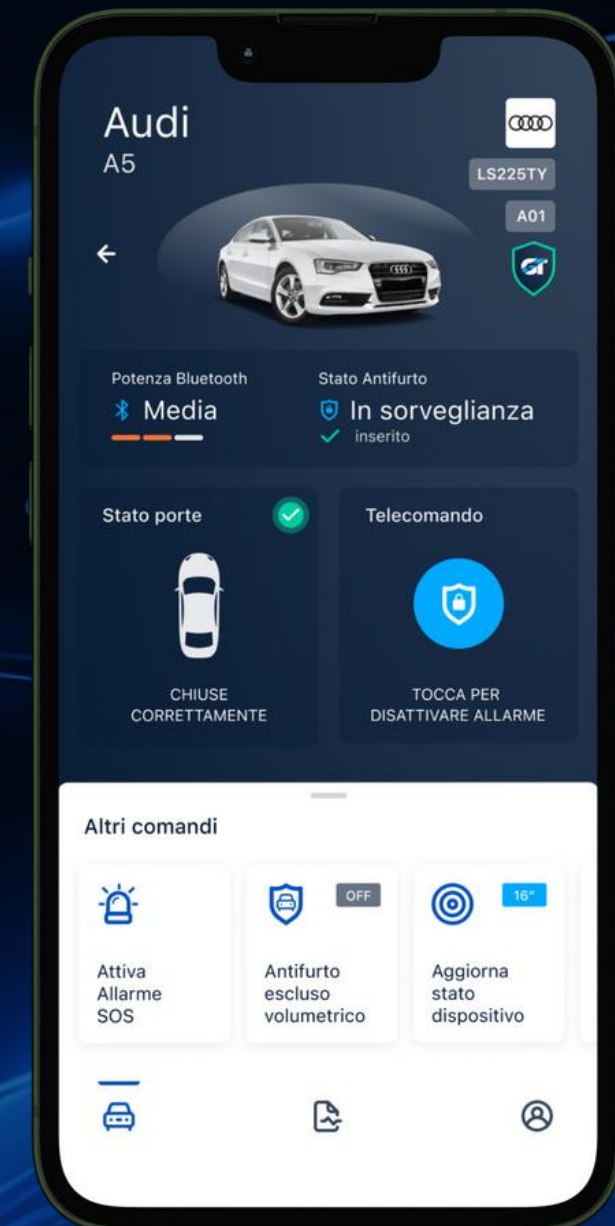 Audi
A5
LS225TY
A01
GT
Potenza Bluetooth
Stato Antifurto
Media
In sorveglianza
inserito
Stato porte
Telecomando
CHIUSE
CORRETTAMENTE
TOCCA PER
DISATTIVARE ALLARME
Altri comandi
OFF
16"
Attiva
Allarme
SOS
Antifurto
escluso
volumetrico
Aggiorna
stato
dispositivo